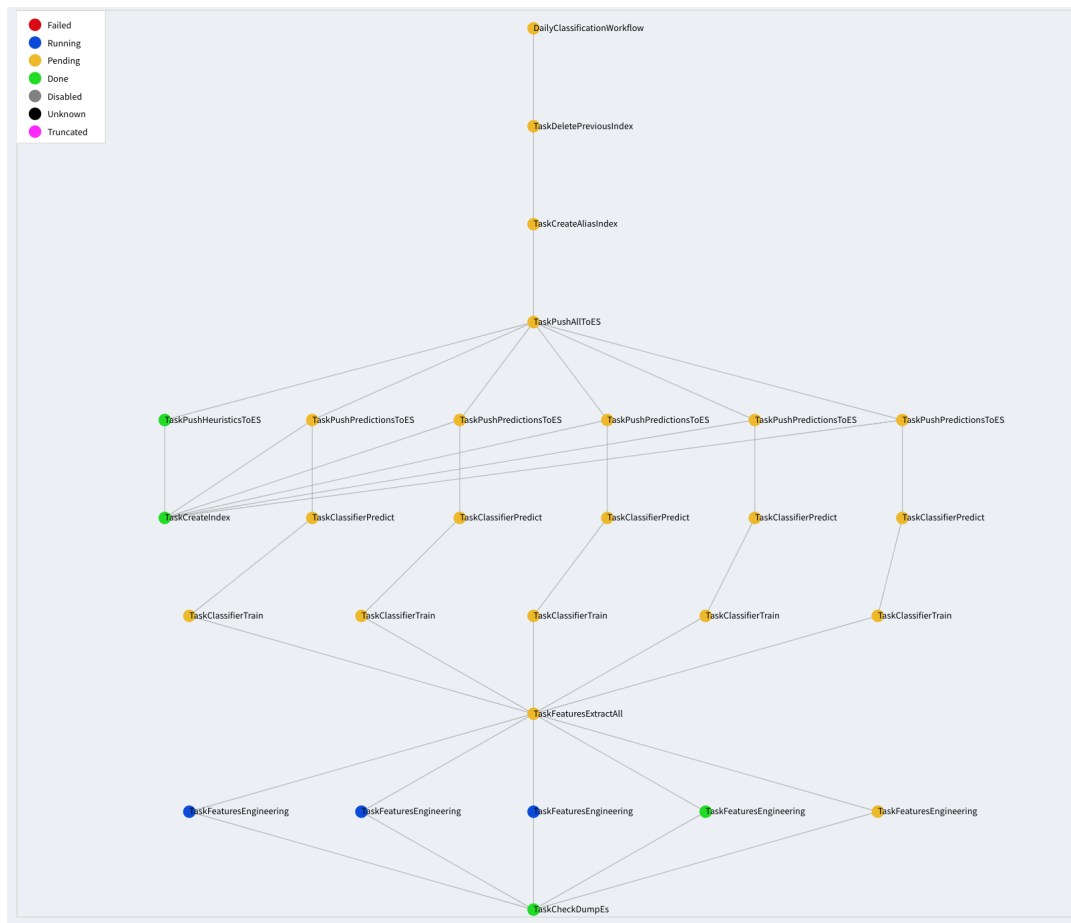 Failed
Running
Pending
Done
Disabled
Unknown
Truncated
DailyClassificationWorkflow
TaskDeletePreviousIndex
TaskCreateAliasIndex
TaskPushAllToES
TaskPushHeuristicsToES
TaskPushPredictionsToES
TaskPushPredictionsToES
TaskPushPredictionsToES
TaskPushPredictionsToES
TaskPushPredictionsToES
TaskCreateIndex
TaskClassifierPredict
TaskClassifierPredict
TaskClassifierPredict
TaskClassifierPredict
TaskClassifierPredict
TaskClassifierTrain
TaskClassifierTrain
TaskClassifierTrain
TaskClassifierTrain
TaskClassifierTrain
TaskFeaturesExtractAll
TaskFeaturesEngineering
TaskFeaturesEngineering
TaskFeaturesEngineering
TaskFeaturesEngineering
TaskFeaturesEngineering
TaskCheckDumpEs